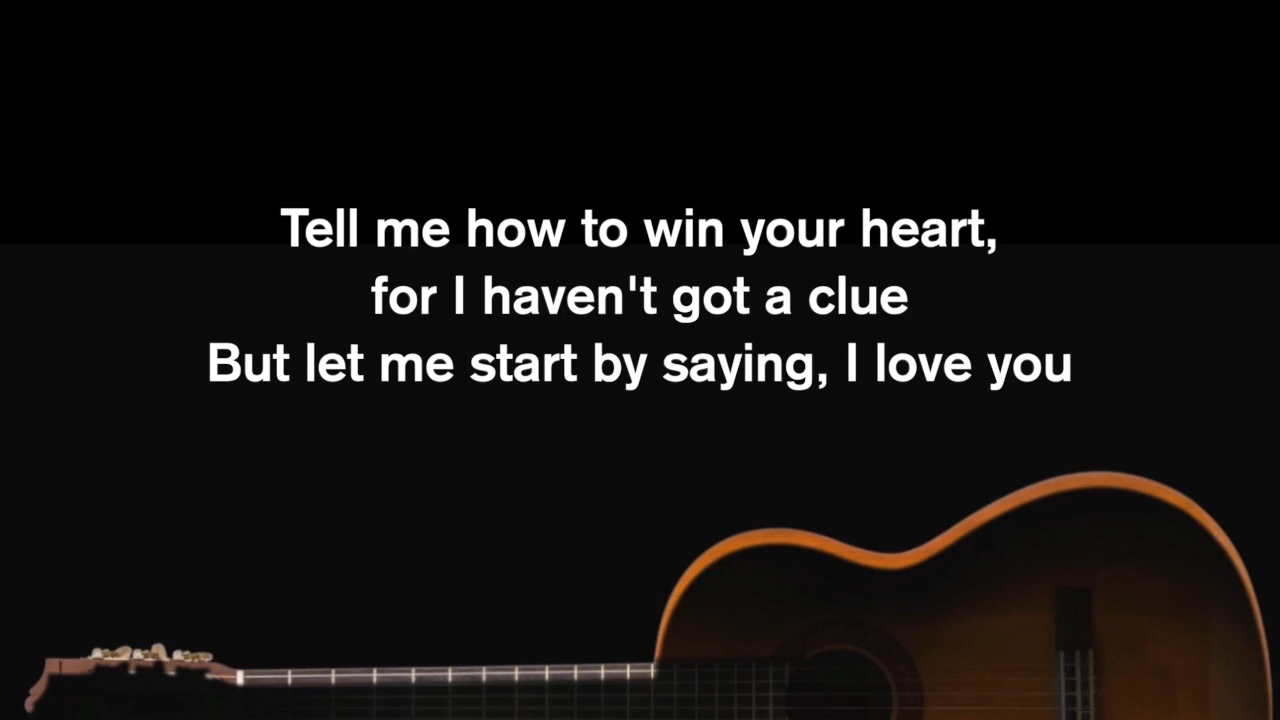 Tell me how to win your heart,
for I haven't got a clue
But let me start by saying, I love you